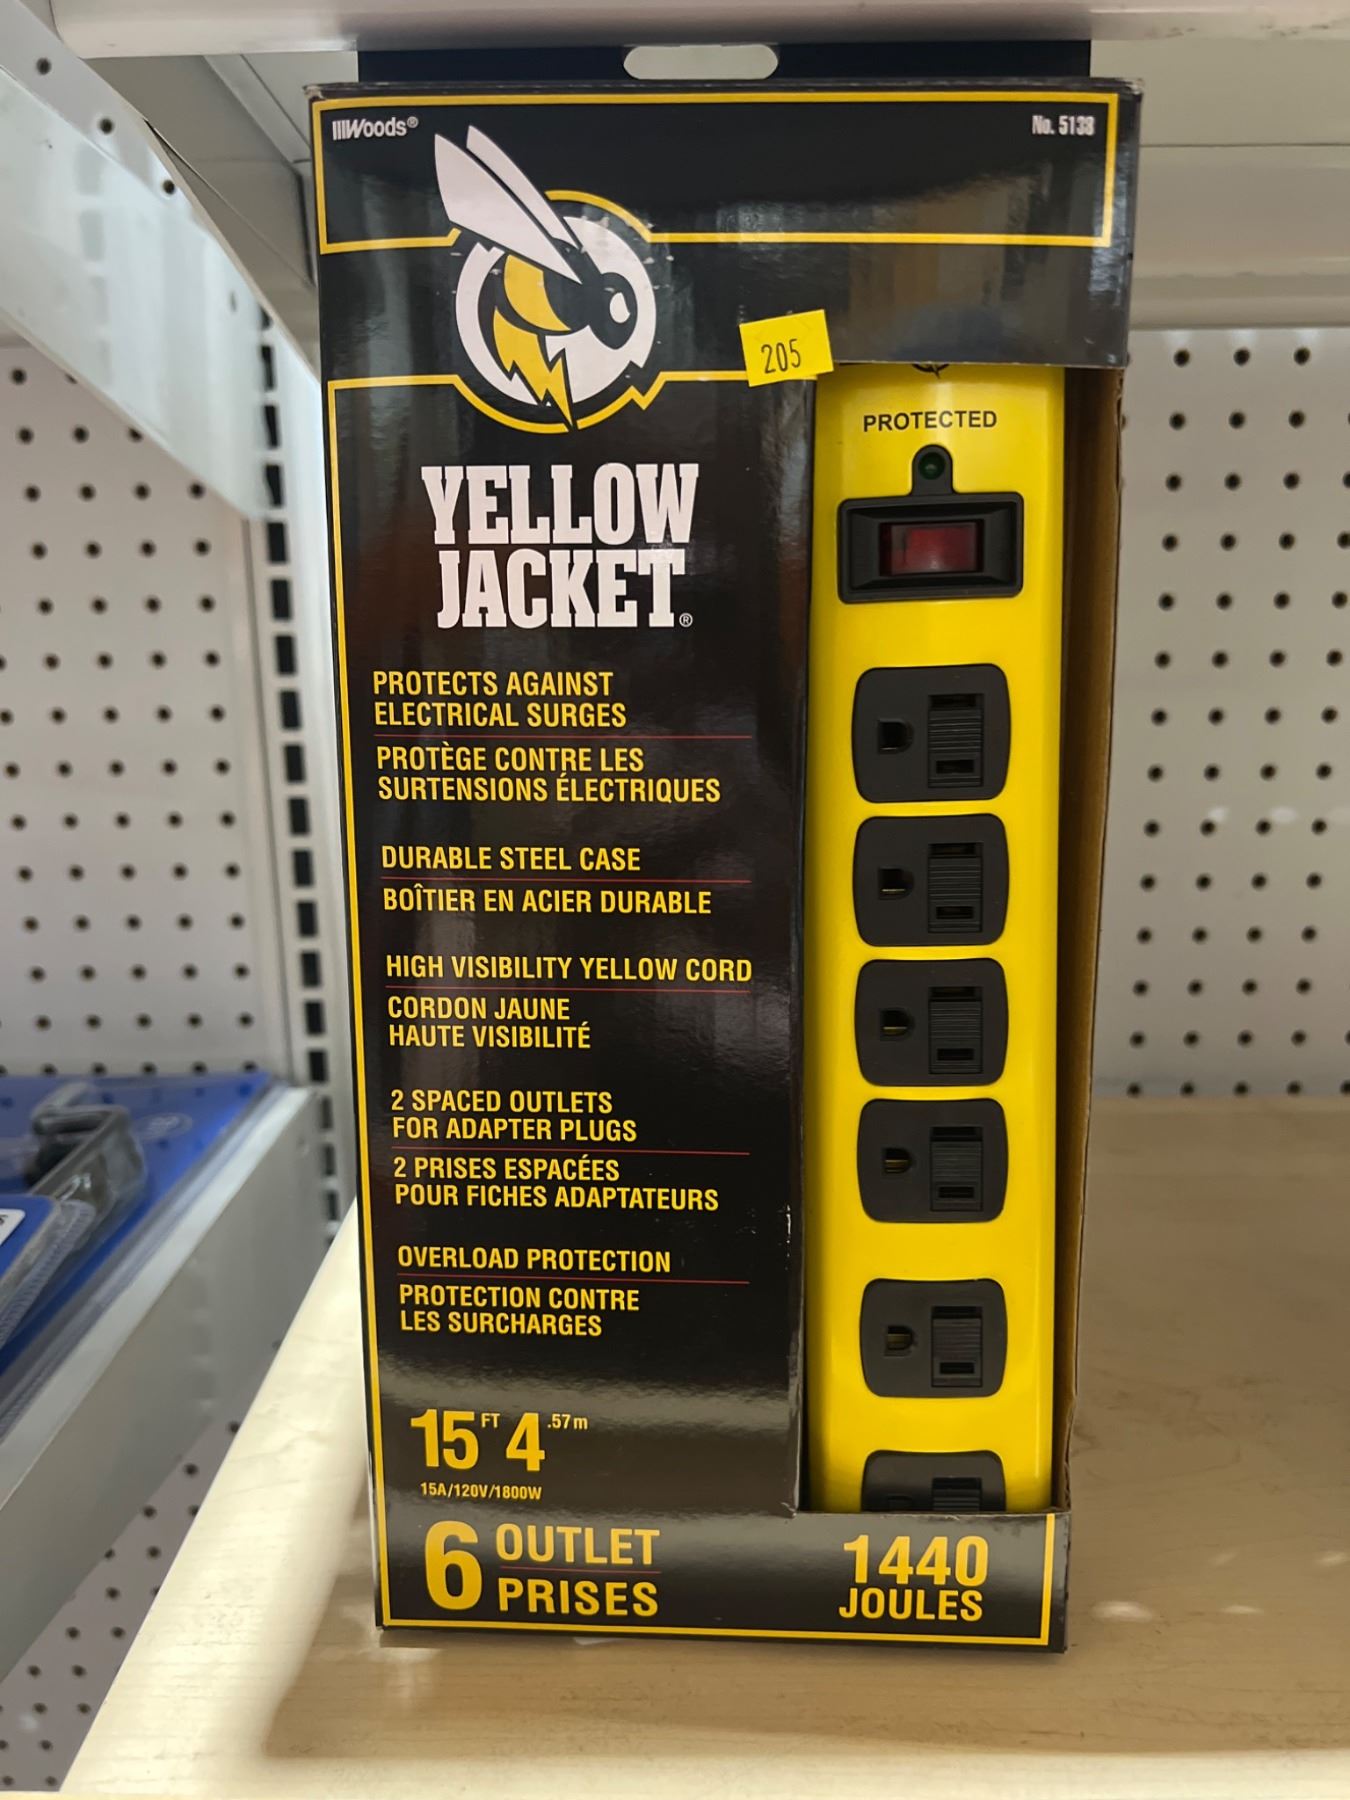 Woods®
No. 5138
205
PROTECTED
YELLOW
JACKET®
PROTECTS AGAINST
ELECTRICAL SURGES
PROTÈGE CONTRE LES
SURTENSIONS ÉLECTRIQUES
DURABLE STEEL CASE
BOÎTIER EN ACIER DURABLE
HIGH VISIBILITY YELLOW CORD
CORDON JAUNE
HAUTE VISIBILITÉ
2 SPACED OUTLETS
FOR ADAPTER PLUGS
2 PRISES ESPACÉES
POUR FICHES ADAPTATEURS
OVERLOAD PROTECTION
PROTECTION CONTRE
LES SURCHARGES
15 FT 4.57m
15A/120V/1800W
6 OUTLET
PRISES
1440
JOULES